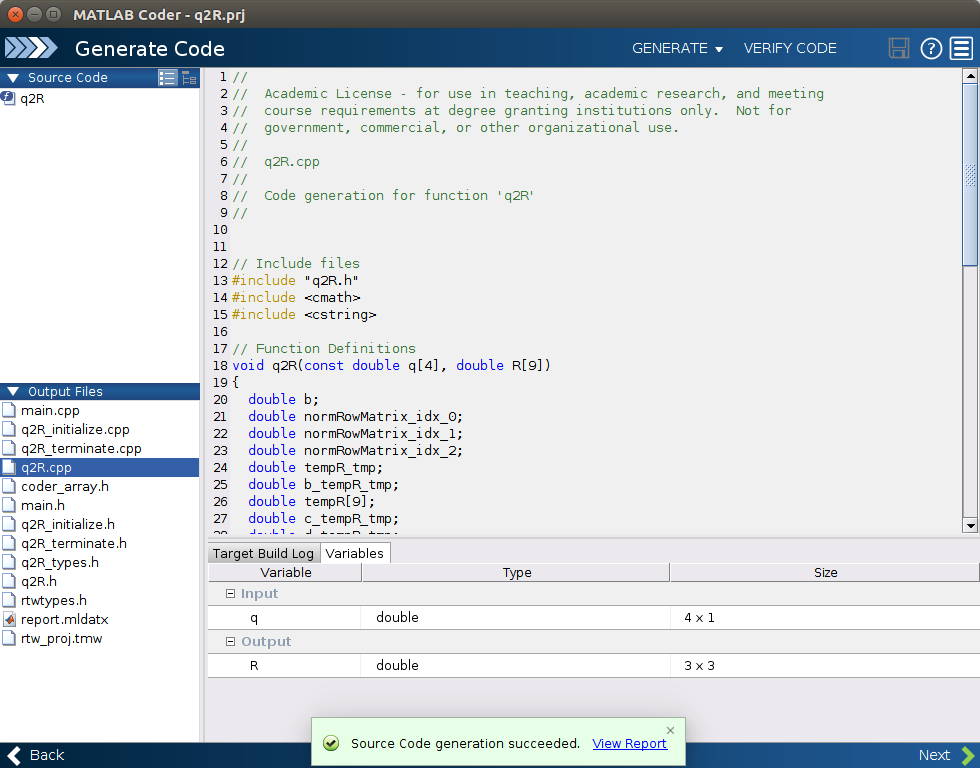 MATLAB Coder - q2R.prj
Generate Code
GENERATE
VERIFY CODE
?
Source Code
f
q2R
Output Files
main.cpp
q2R_initialize.cpp
q2R_terminate.cpp
q2R.cpp
coder_array.h
main.h
q2R_initialize.h
q2R_terminate.h
q2R_types.h
q2R.h
rtwtypes.h
report.mldatx
rtw_proj.tmw
1 //
2 //  Academic License - for use in teaching, academic research, and meeting
3 //  course requirements at degree granting institutions only.  Not for
4 //  government, commercial, or other organizational use.
5 //
6 //  q2R.cpp
7 //
8 //  Code generation for function 'q2R'
9 //
10
11
12 // Include files
13 #include "q2R.h"
14 #include <cmath>
15 #include <cstring>
16
17 // Function Definitions
18 void q2R(const double q[4], double R[9])
19 {
20   double b;
21   double normRowMatrix_idx_0;
22   double normRowMatrix_idx_1;
23   double normRowMatrix_idx_2;
24   double tempR_tmp;
25   double b_tempR_tmp;
26   double tempR[9];
27   double c_tempR_tmp;
28   double d_tempR_tmp;
Target Build Log
Variables
Variable Type Size
Input
q double 4 x 1
Output
R double 3 x 3
Source Code generation succeeded. View Report
Back
Next